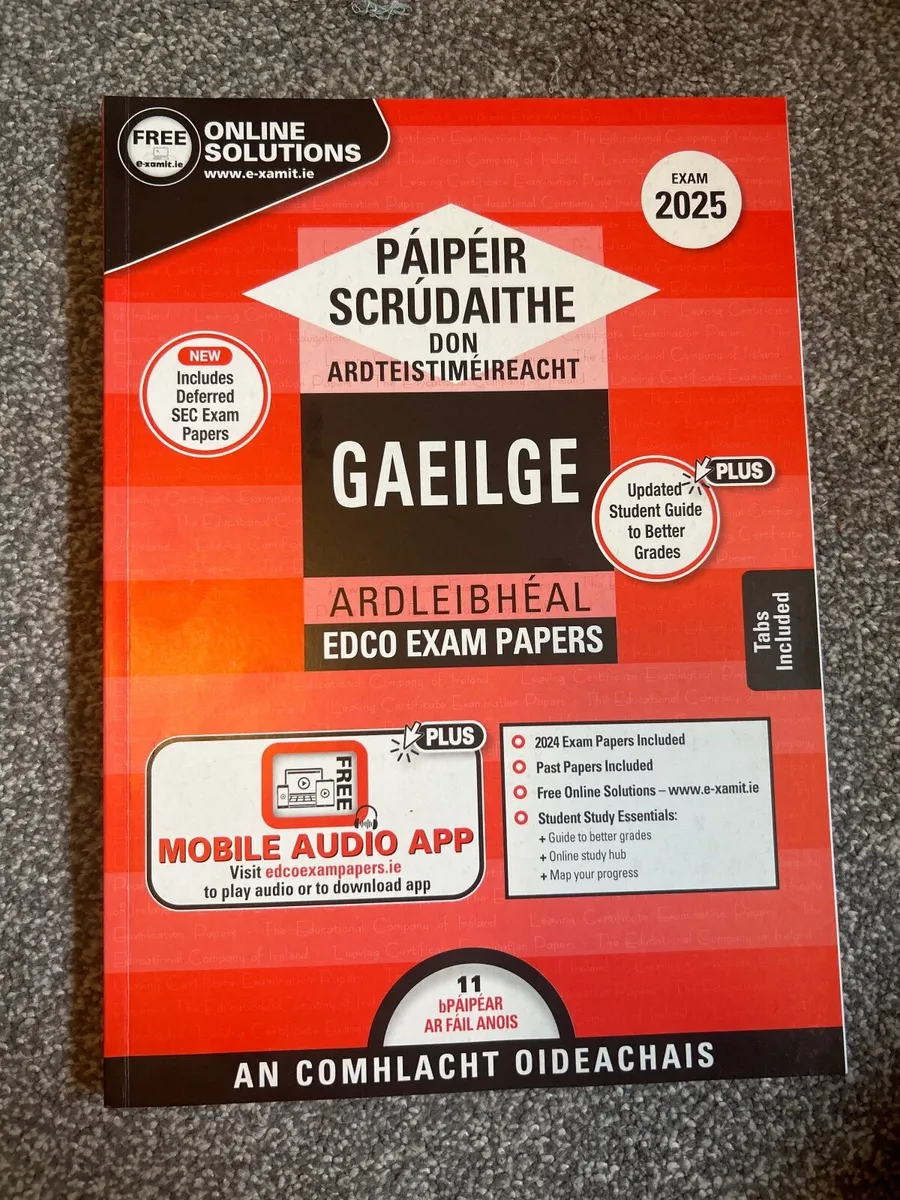 FREE
e-xamit.ie
ONLINE
SOLUTIONS
www.e-xamit.ie
EXAM
2025
PÁIPÉIR
SCRÚDAITHE
DON
ARDTEISTIMÉIREACHT
NEW
Includes
Deferred
SEC Exam
Papers
GAEILGE
PLUS
Updated
Student Guide
to Better
Grades
ARDLEIBHÉAL
EDCO EXAM PAPERS
Tabs
Included
PLUS
FREE
MOBILE AUDIO APP
Visit edcoexampapers.ie
to play audio or to download app
2024 Exam Papers Included
Past Papers Included
Free Online Solutions – www.e-xamit.ie
Student Study Essentials:
+ Guide to better grades
+ Online study hub
+ Map your progress
11
bPÁIPÉAR
AR FÁIL ANOIS
AN COMHLACHT OIDEACHAIS